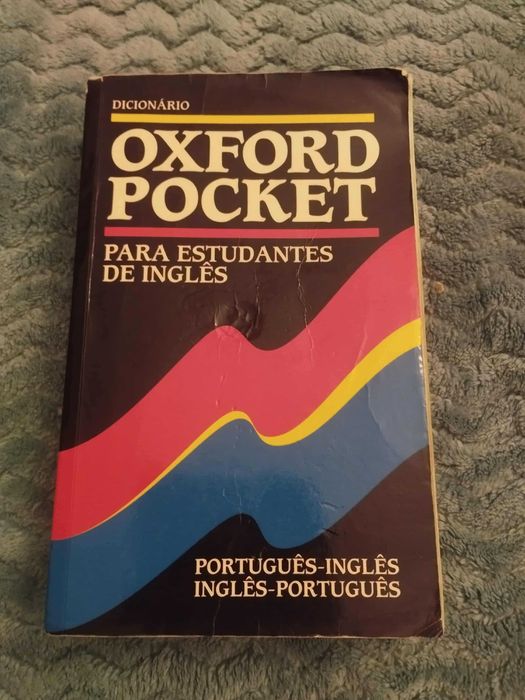 DICIONÁRIO
OXFORD
POCKET
PARA ESTUDANTES
DE INGLÊS
PORTUGUÊS-INGLÊS
INGLÊS-PORTUGUÊS